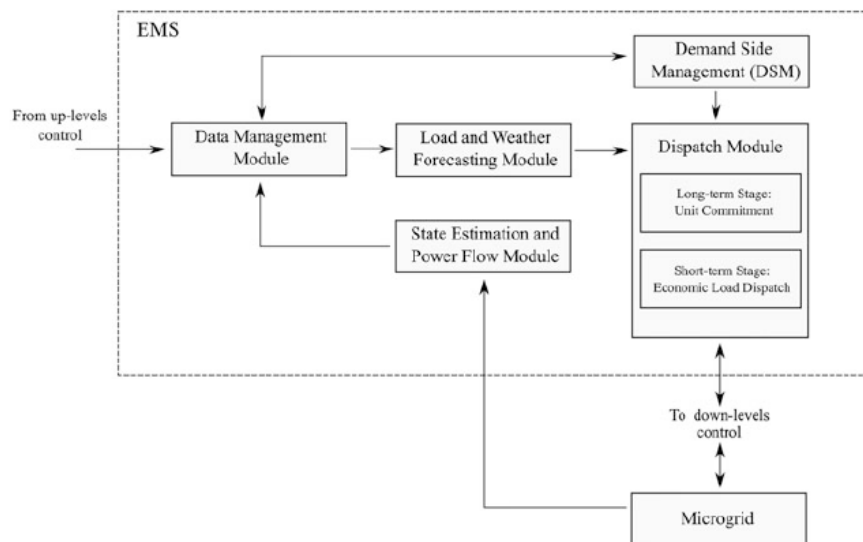 EMS
Demand Side
Management (DSM)
From up-levels
control
Data Management
Module
Load and Weather
Forecasting Module
Dispatch Module
Long-term Stage:
Unit Commitment
State Estimation and
Power Flow Module
Short-term Stage:
Economic Load Dispatch
To down-levels
control
Microgrid